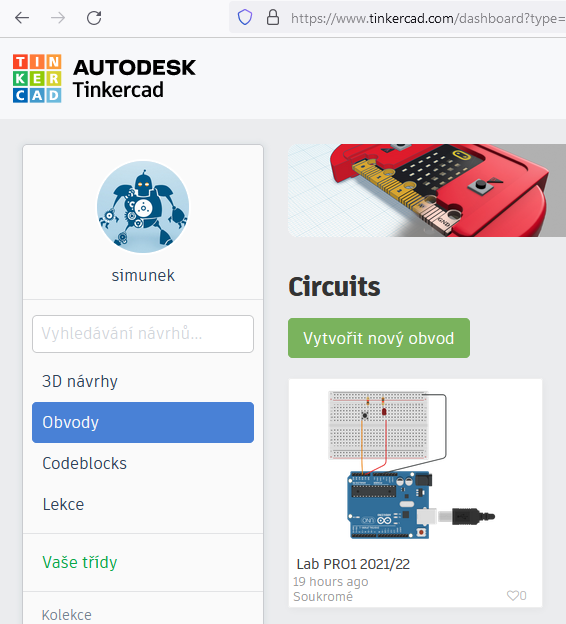 https://www.tinkercad.com/dashboard?type=
TIN
KER
CAD
AUTODESK
Tinkercad
simunek
Vyhledávání návrhů...
3D návrhy
Obvody
Codeblocks
Lekce
Vaše třídy
Kolekce
Circuits
Vytvořit nový obvod
Lab PRO1 2021/22
19 hours ago
Soukromé
0